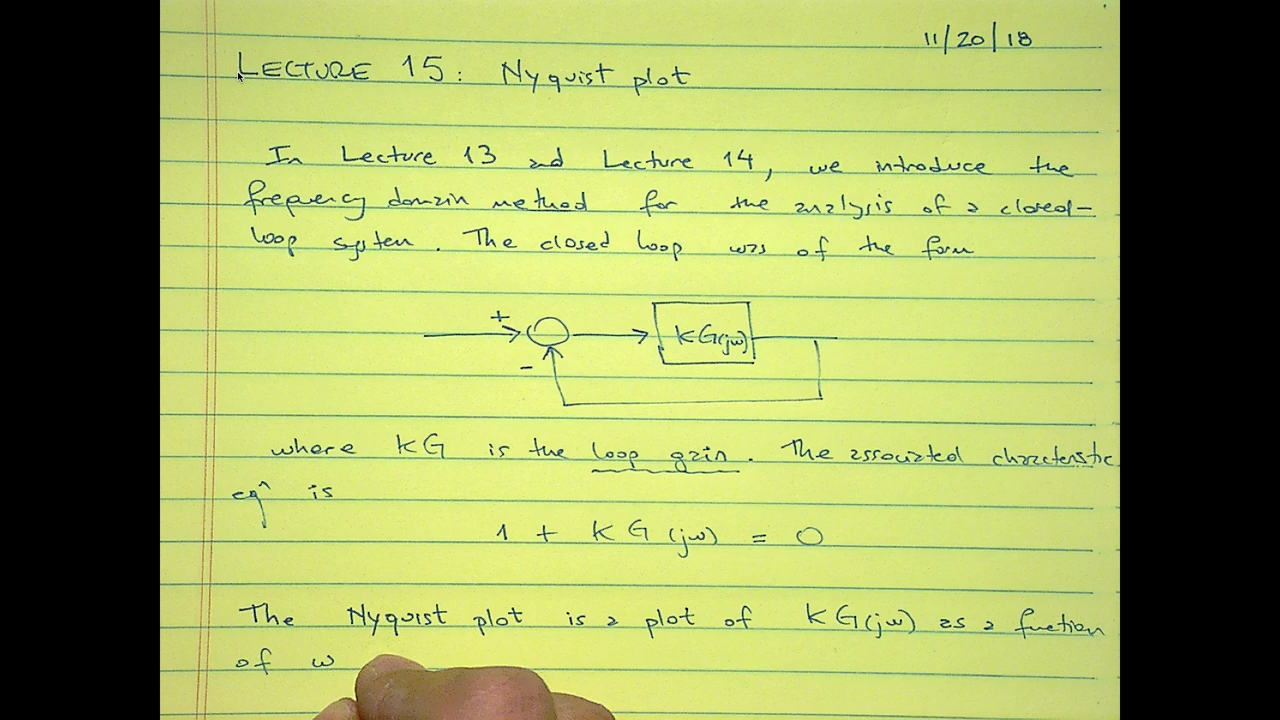 11/20/18
LECTURE 15: Nyquist plot
In Lecture 13 and Lecture 14, we introduce the
frequency domain method for the analysis of a closed-
loop system. The closed loop was of the form
+
KG(jω)
-
where KG is the loop gain. The associated charcteristic
eqn is
1 + KG(jω) = 0
The Nyquist plot is a plot of KG(jω) as a fuction
of ω